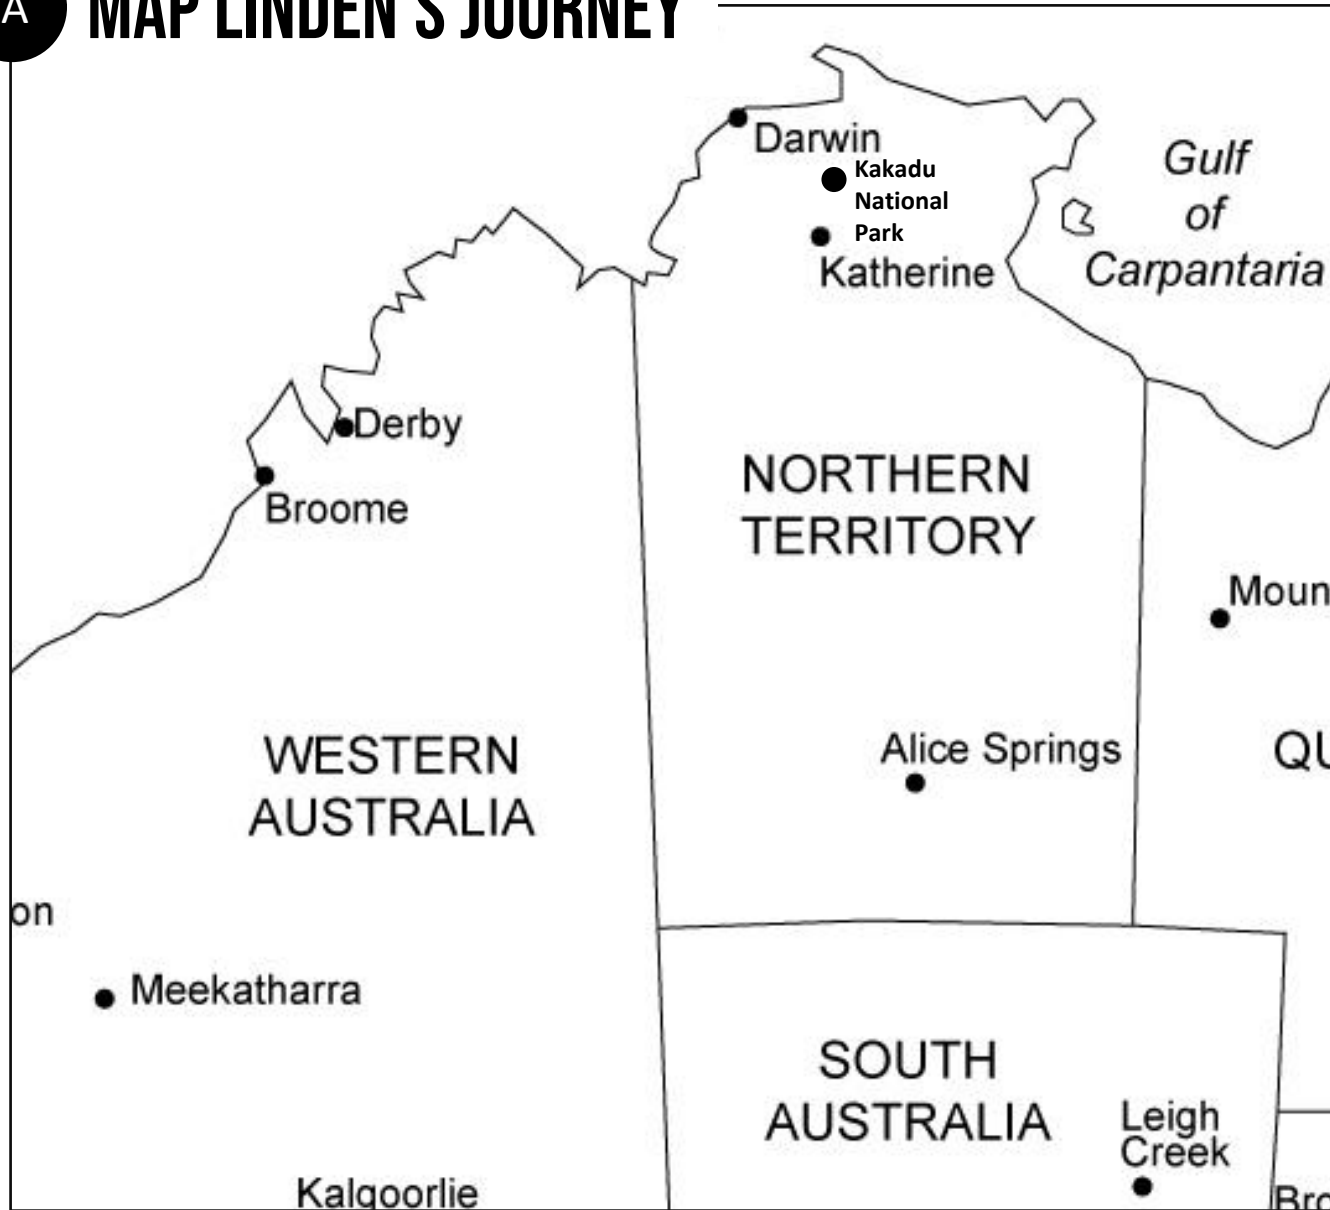 A
MAP LINDEN'S JOURNEY
Darwin
Kakadu
National
Park
Katherine
Gulf
of
Carpantaria
Derby
Broome
NORTHERN
TERRITORY
Moun
Alice Springs
WESTERN
AUSTRALIA
QU
on
Meekatharra
SOUTH
AUSTRALIA
Leigh
Creek
Kalgoorlie
Bro